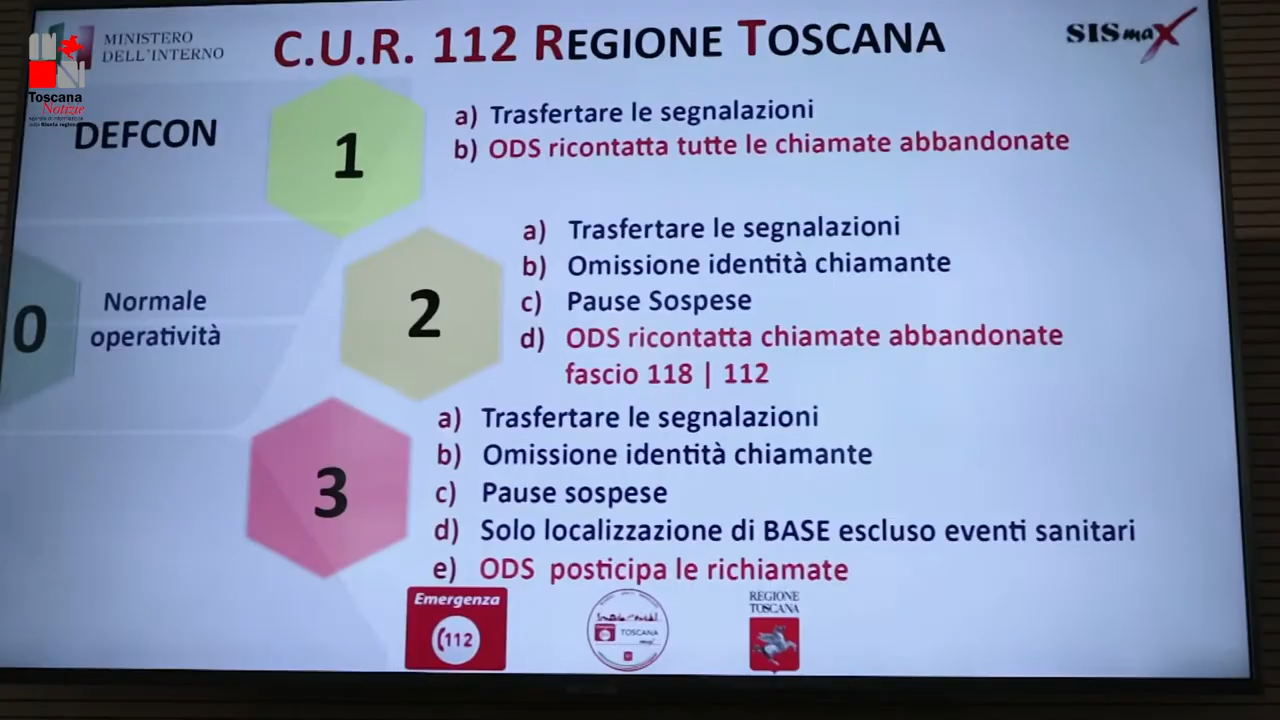 MINISTERO
DELL'INTERNO
C.U.R. 112 REGIONE TOSCANA
SISmaX
Toscana
Notizie
DEFCON
1
a) Trasfertare le segnalazioni
b) ODS ricontatta tutte le chiamate abbandonate
0
Normale
operatività
2
a) Trasfertare le segnalazioni
b) Omissione identità chiamante
c) Pause Sospese
d) ODS ricontatta chiamate abbandonate
fascio 118 | 112
3
a) Trasfertare le segnalazioni
b) Omissione identità chiamante
c) Pause sospese
d) Solo localizzazione di BASE escluso eventi sanitari
e) ODS posticipa le richiamate
Emergenza
112
TOSCANA
REGIONE
TOSCANA